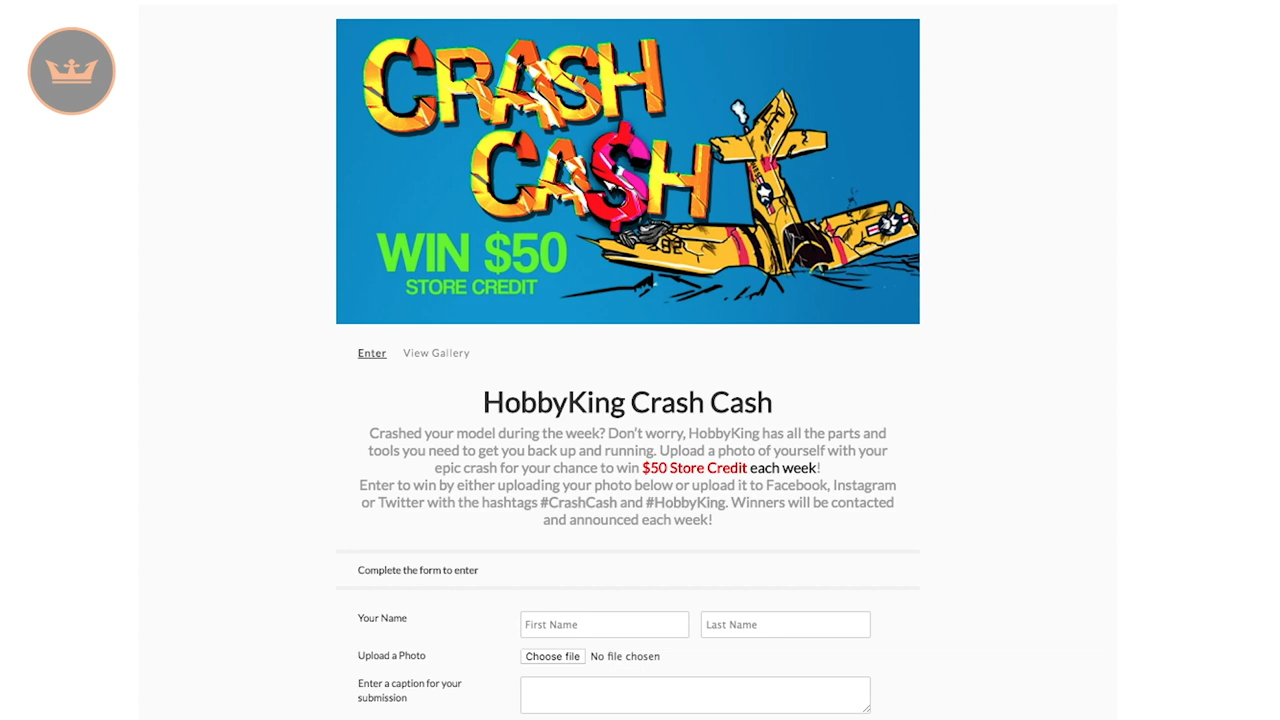 CRASH
CA$H
WIN $50
STORE CREDIT
Enter View Gallery
HobbyKing Crash Cash
Crashed your model during the week? Don't worry, HobbyKing has all the parts and
tools you need to get you back up and running. Upload a photo of yourself with your
epic crash for your chance to win $50 Store Credit each week!
Enter to win by either uploading your photo below or upload it to Facebook, Instagram
or Twitter with the hashtags #CrashCash and #HobbyKing. Winners will be contacted
and announced each week!
Complete the form to enter
Your Name First Name Last Name
Upload a Photo Choose file No file chosen
Enter a caption for your
submission